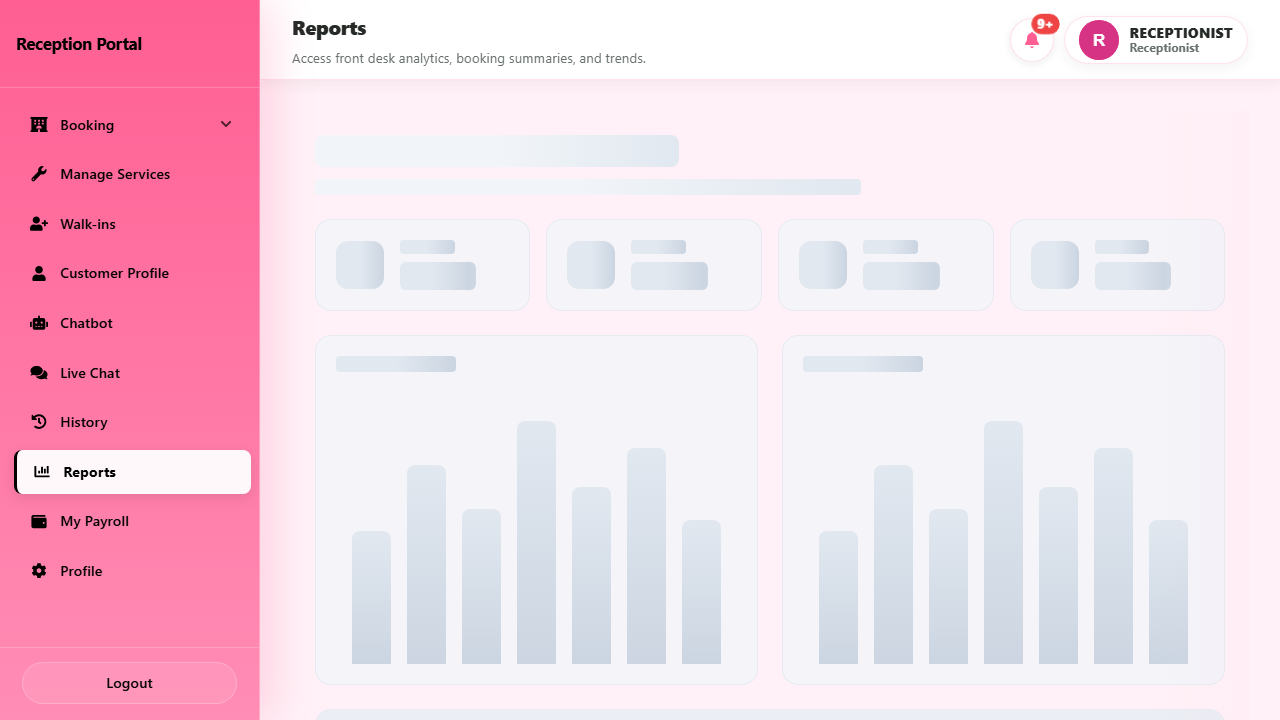 Reception Portal
Booking
Manage Services
Walk-ins
Customer Profile
Chatbot
Live Chat
History
Reports
My Payroll
Profile
Logout
Reports
Access front desk analytics, booking summaries, and trends.
9+
R
RECEPTIONIST
Receptionist